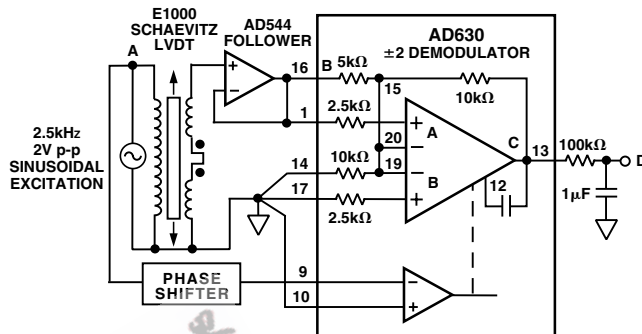 E1000
SCHAEVITZ
LVDT
AD544
FOLLOWER
AD630
±2 DEMODULATOR
A
16
B
5kΩ
15
10kΩ
1
2.5kΩ
A
20
C
13
100kΩ
D
2.5kHz
2V p-p
SINUSOIDAL
EXCITATION
14
10kΩ
19
12
1μF
17
B
2.5kΩ
PHASE
SHIFTER
9
10